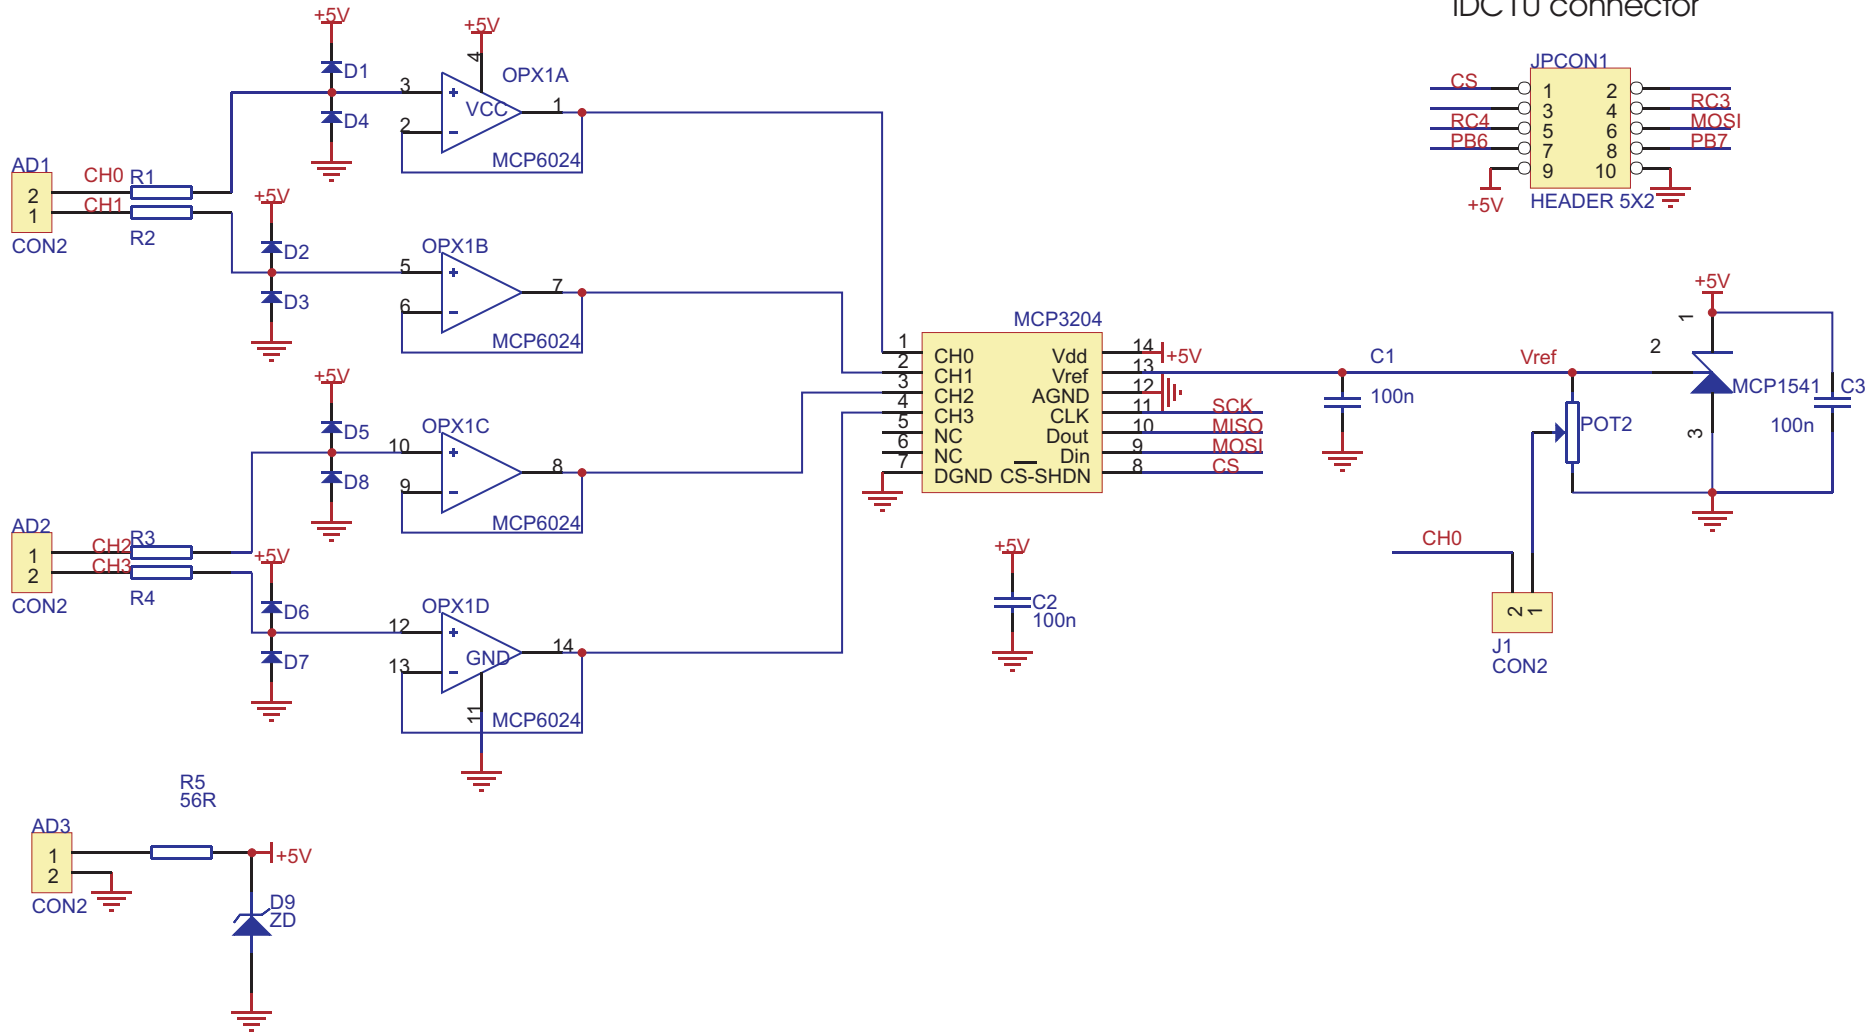 IDC10 connector
+5V
+5V
4
D1
OPX1A
3
VCC
1
D4
2
MCP6024
AD1
CH0
R1
2
CH1
1
R2
CON2
+5V
D2
D3
OPX1B
5
7
6
MCP6024
JPCON1
CS
1
2
3
4
RC3
RC4
5
6
MOSI
PB6
7
8
PB7
9
10
+5V
HEADER 5X2
MCP3204
1
CH0
Vdd
14
+5V
2
CH1
Vref
13
3
CH2
AGND
12
4
CH3
CLK
11
SCK
5
NC
Dout
10
MISO
6
NC
Din
9
MOSI
7
DGND
CS-SHDN
8
CS
C1
100n
Vref
+5V
1
2
MCP1541
C3
100n
3
POT2
CH0
2
1
J1
CON2
+5V
C2
100n
+5V
D5
OPX1C
10
8
D8
9
MCP6024
AD2
CH2
R3
1
CH3
2
R4
CON2
+5V
D6
D7
OPX1D
12
14
GND
13
11
MCP6024
R5
56R
AD3
1
+5V
2
CON2
D9
ZD